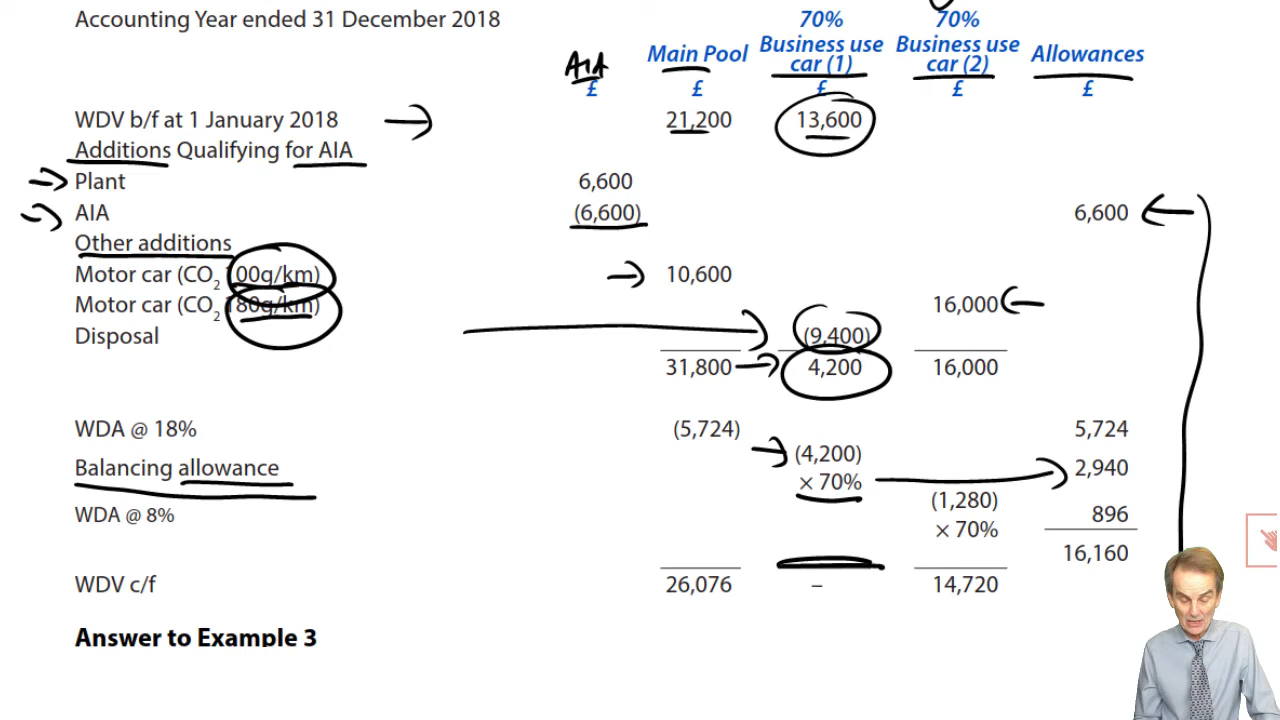 Accounting Year ended 31 December 2018 70% 70%
Business use Business use
AIA Main Pool car (1) car (2) Allowances
£ £ £ £ £
WDV b/f at 1 January 2018 21,200 13,600
Additions Qualifying for AIA
Plant 6,600
AIA (6,600) 6,600
Other additions
Motor car (CO2 100g/km) 10,600
Motor car (CO2 180g/km) 16,000
Disposal (9,400)
31,800 4,200 16,000
WDA @ 18% (5,724) 5,724
(4,200)
Balancing allowance 2,940
× 70%
(1,280)
WDA @ 8% 896
× 70%
16,160
WDV c/f 26,076 – 14,720
Answer to Example 3